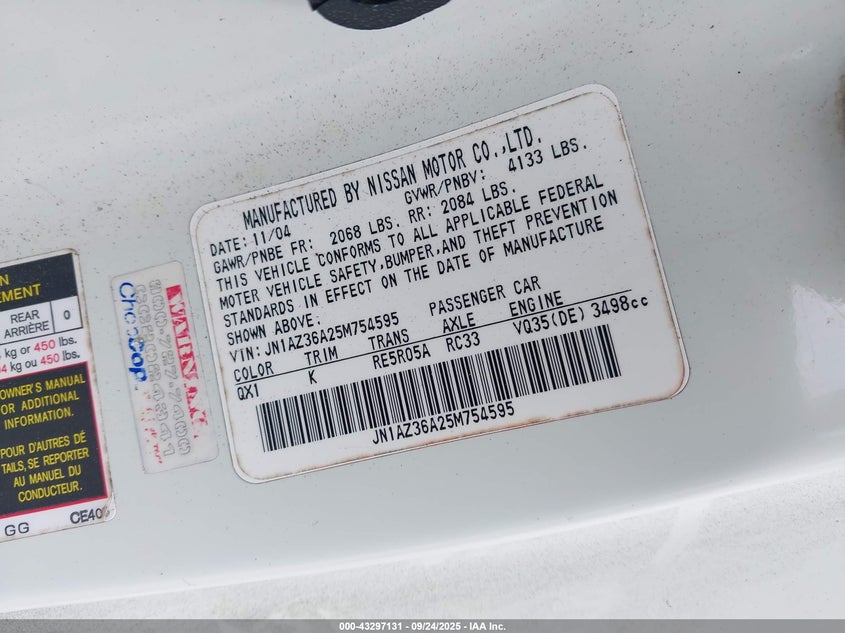 MANUFACTURED BY NISSAN MOTOR CO.,LTD.
DATE: 11/04 GVWR/PNBV: 4133 LBS.
GAWR/PNBE FR: 2068 LBS. RR: 2084 LBS.
THIS VEHICLE CONFORMS TO ALL APPLICABLE FEDERAL
MOTER VEHICLE SAFETY,BUMPER,AND THEFT PREVENTION
STANDARDS IN EFFECT ON THE DATE OF MANUFACTURE
SHOWN ABOVE.
VIN: JN1AZ36A25M754595 PASSENGER CAR
COLOR TRIM TRANS AXLE ENGINE
QX1 K RE5R05A RC33 VQ35(DE) 3498cc
JN1AZ36A25M754595
N
EMENT
REAR
ARRIÈRE 0
kg or 450 lbs.
kg ou 450 lbs.
OWNER'S MANUAL
FOR ADDITIONAL
INFORMATION.
POUR D'AUTRES DÉ
TAILS, SE REPORTER
AU MANUEL DU
CONDUCTEUR.
GG CE40
000-43297131 - 09/24/2025 - IAA Inc.